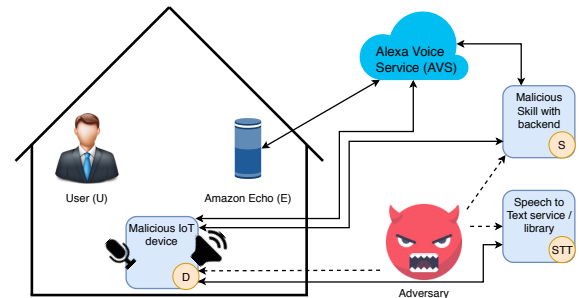 Alexa Voice
Service (AVS)
Malicious
Skill with
backend
S
User (U)
Amazon Echo (E)
Malicious IoT
device
D
Speech to
Text service /
library
STT
Adversary